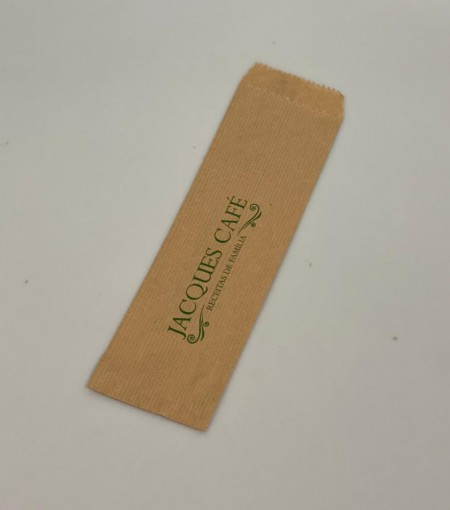 JACQUES CAFÉ
RECEITAS DE FAMÍLIA